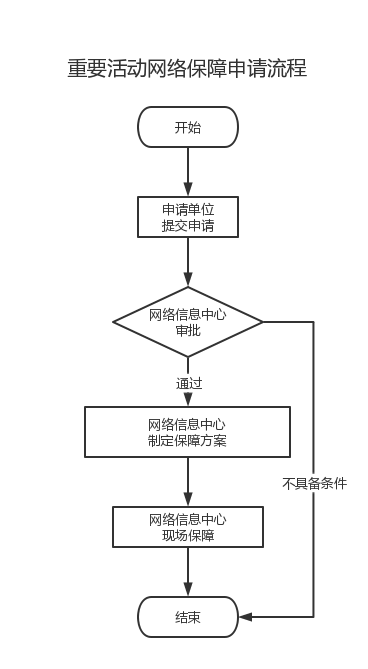 重要活动网络保障申请流程
开始
申请单位
提交申请
网络信息中心
审批
通过
网络信息中心
制定保障方案
不具备条件
网络信息中心
现场保障
结束